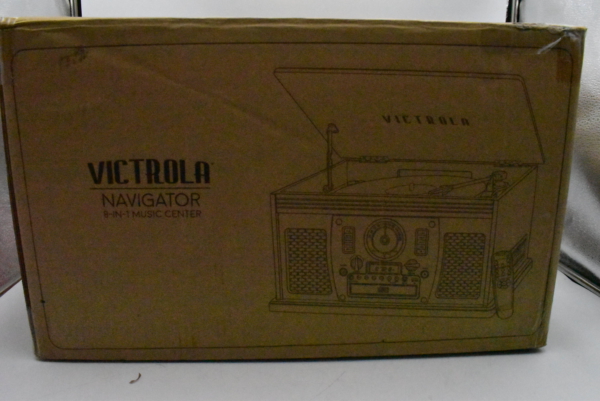 VICTROLA
VICTROLA
NAVIGATOR
8-IN-1 MUSIC CENTER